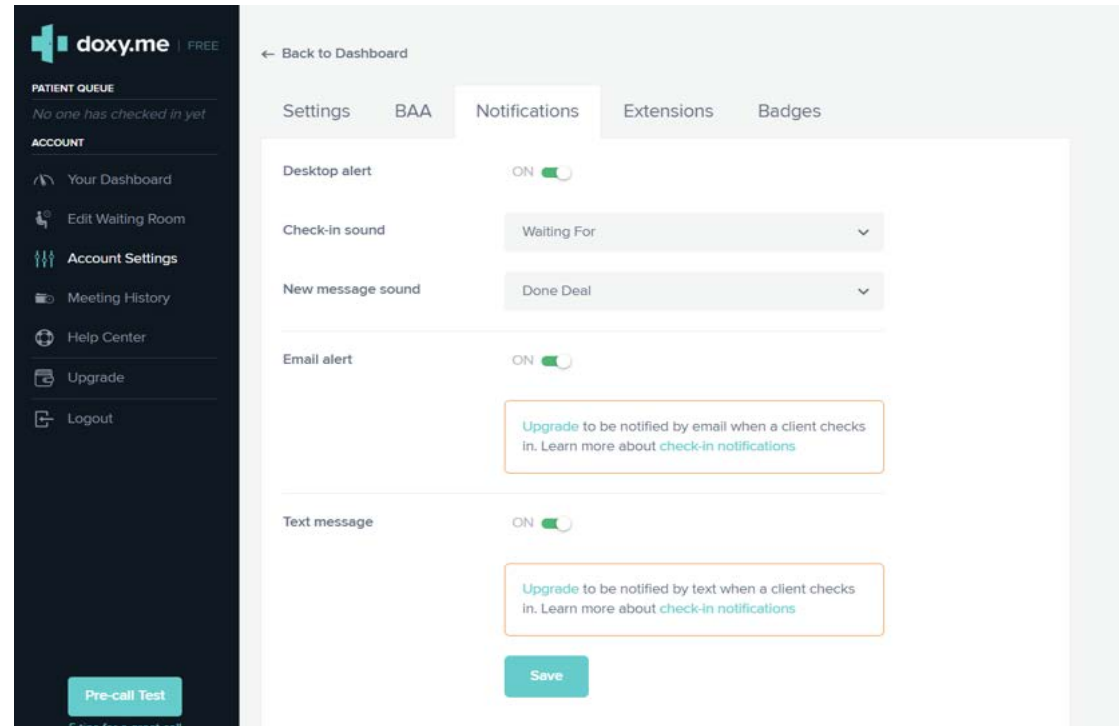 doxy.me | FREE
PATIENT QUEUE
No one has checked in yet
ACCOUNT
Your Dashboard
Edit Waiting Room
Account Settings
Meeting History
Help Center
Upgrade
Logout
Pre-call Test
← Back to Dashboard
Settings BAA Notifications Extensions Badges
Desktop alert ON
Check-in sound Waiting For
New message sound Done Deal
Email alert ON
Upgrade to be notified by email when a client checks
in. Learn more about check-in notifications
Text message ON
Upgrade to be notified by text when a client checks
in. Learn more about check-in notifications
Save